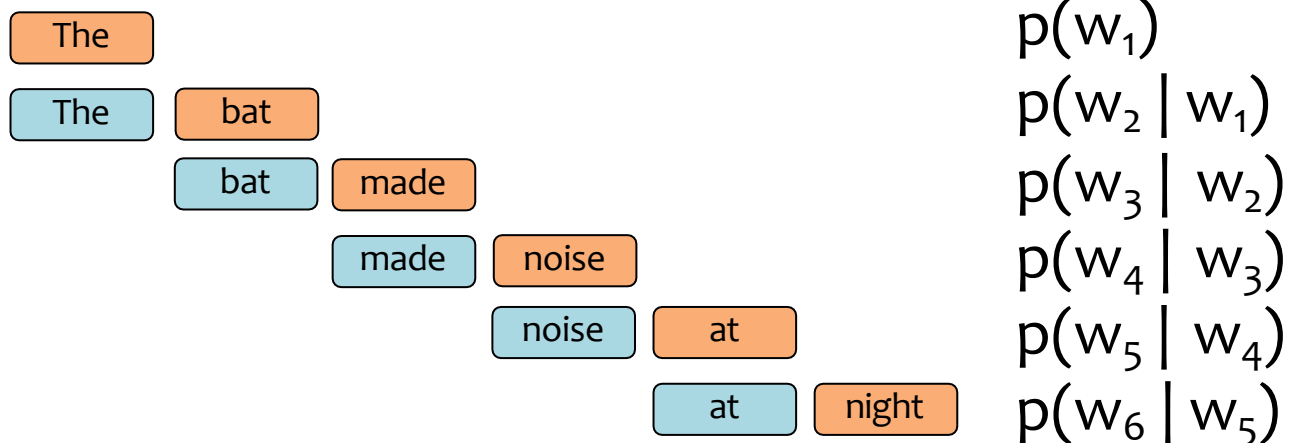 The p(w₁)
The bat p(w₂ | w₁)
bat made p(w₃ | w₂)
made noise p(w₄ | w₃)
noise at p(w₅ | w₄)
at night p(w₆ | w₅)